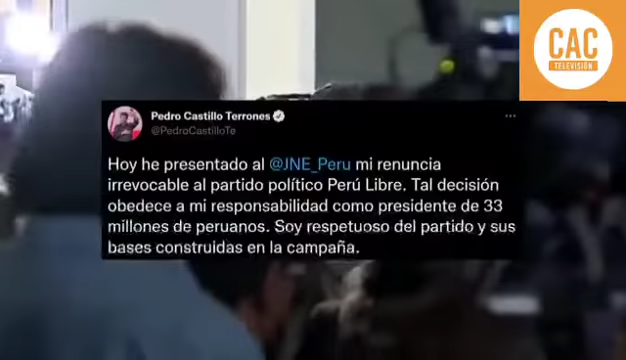 CAC
TELEVISIÓN
Pedro Castillo Terrones
@PedroCastilloTe
Hoy he presentado al @JNE_Peru mi renuncia
irrevocable al partido político Perú Libre. Tal decisión
obedece a mi responsabilidad como presidente de 33
millones de peruanos. Soy respetuoso del partido y sus
bases construidas en la campaña.